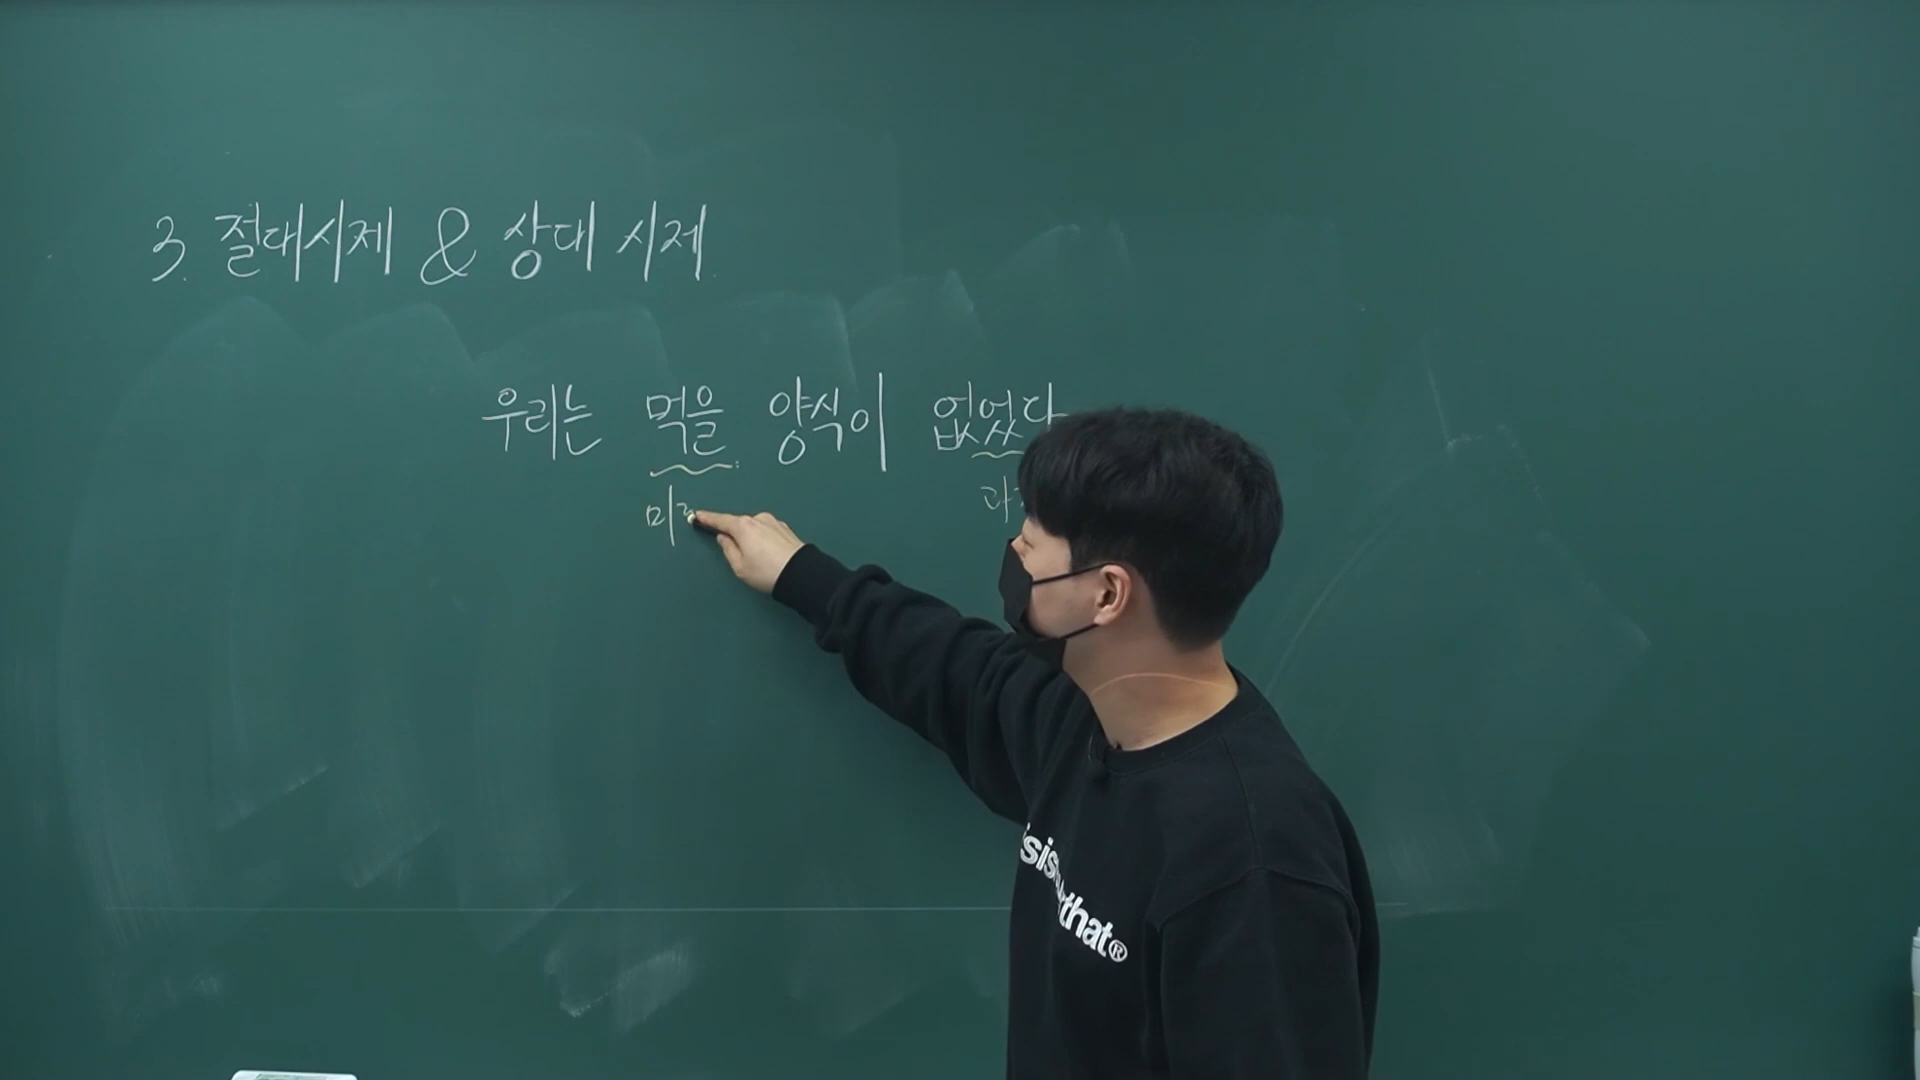 3. 절대시제 & 상대 시제
우리는 먹을 양식이 없었다
that®